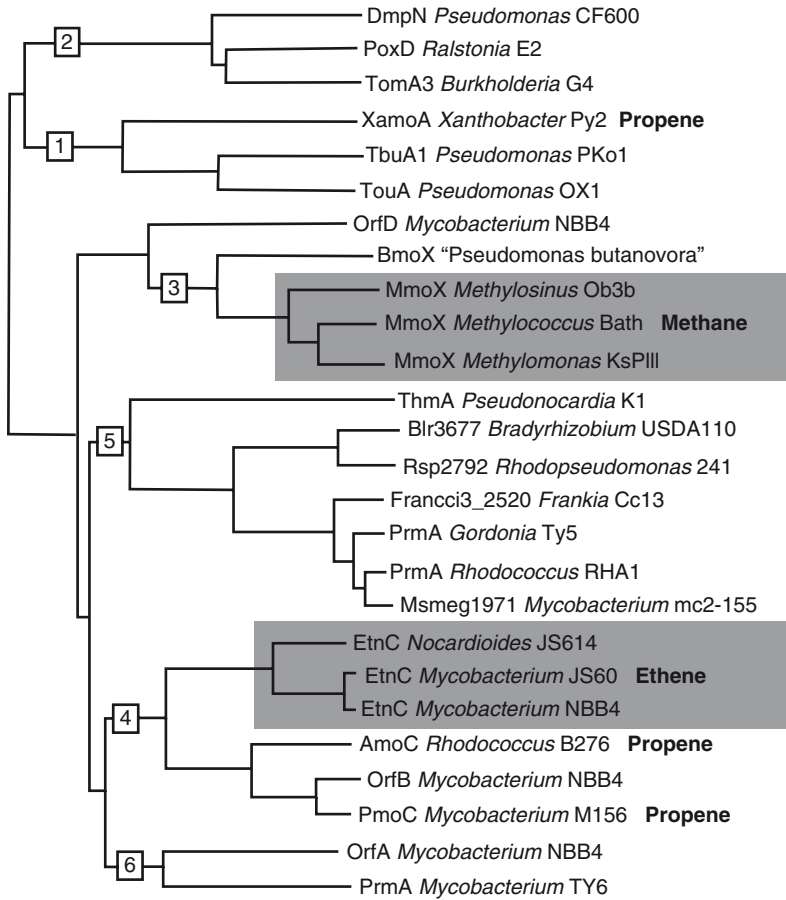 DmpN Pseudomonas CF600
2
PoxD Ralstonia E2
TomA3 Burkholderia G4
XamoA Xanthobacter Py2 Propene
1
TbuA1 Pseudomonas PKo1
TouA Pseudomonas OX1
OrfD Mycobacterium NBB4
BmoX “Pseudomonas butanovora”
3
MmoX Methylosinus Ob3b
MmoX Methylococcus Bath Methane
MmoX Methylomonas KsPlll
ThmA Pseudonocardia K1
5
Blr3677 Bradyrhizobium USDA110
Rsp2792 Rhodopseudomonas 241
Francci3_2520 Frankia Cc13
PrmA Gordonia Ty5
PrmA Rhodococcus RHA1
Msmeg1971 Mycobacterium mc2-155
EtnC Nocardioides JS614
EtnC Mycobacterium JS60 Ethene
EtnC Mycobacterium NBB4
4
AmoC Rhodococcus B276 Propene
OrfB Mycobacterium NBB4
PmoC Mycobacterium M156 Propene
OrfA Mycobacterium NBB4
6
PrmA Mycobacterium TY6